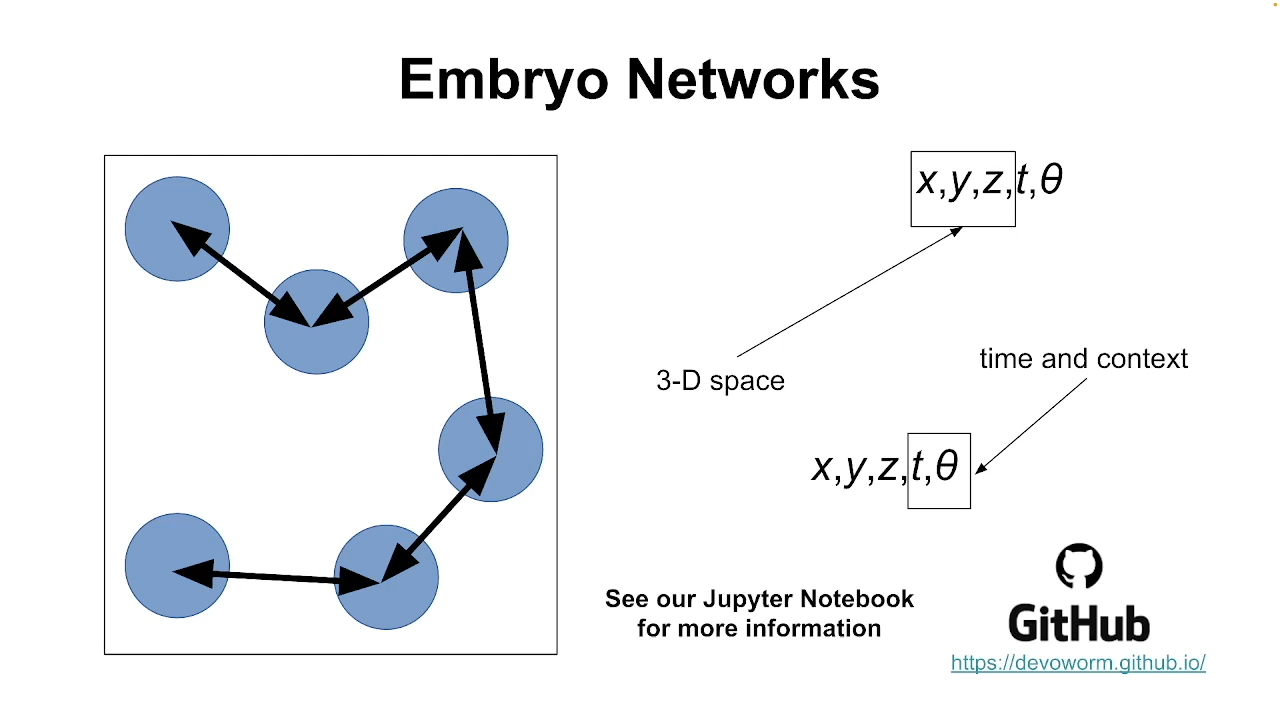 Embryo Networks
x,y,z,t,θ
3-D space
time and context
x,y,z,t,θ
See our Jupyter Notebook
for more information
GitHub
https://devoworm.github.io/